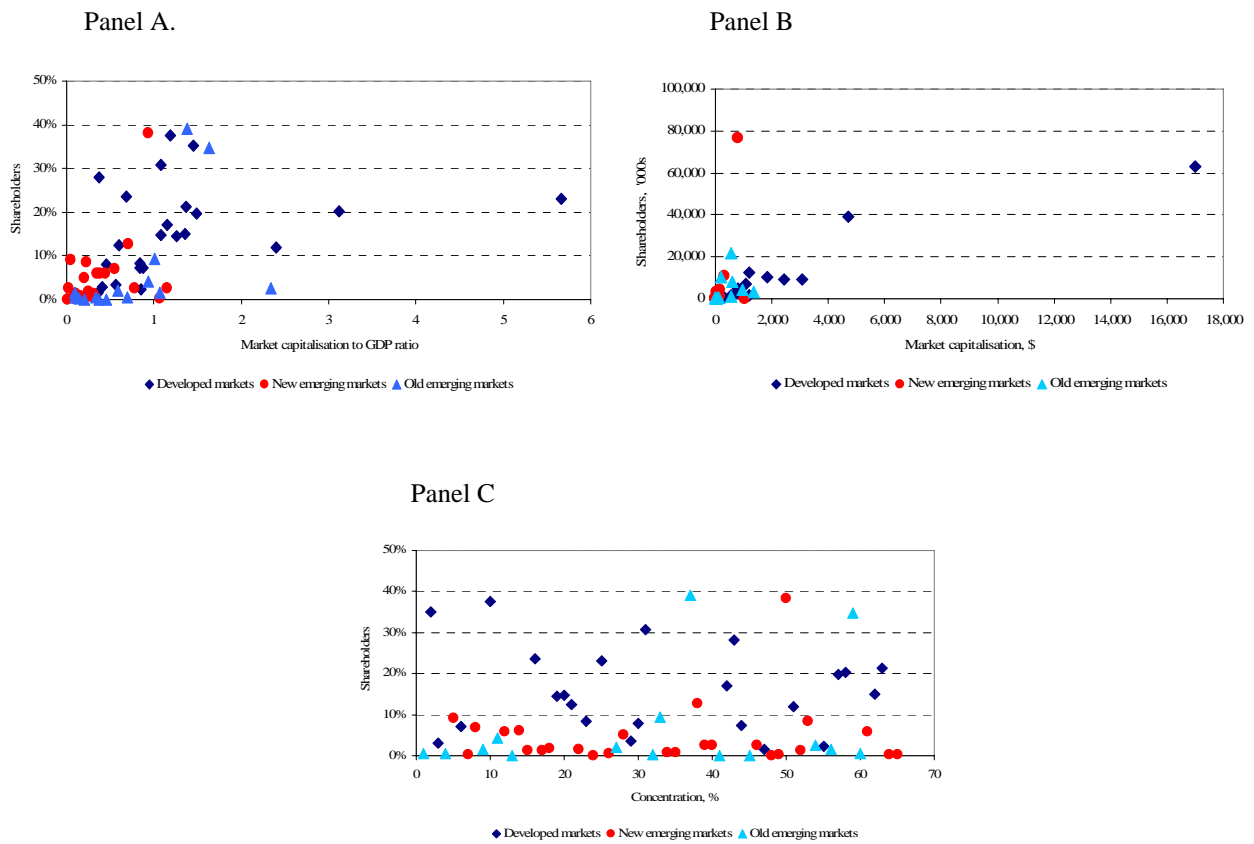 Panel A.
Panel B
50%
40%
30%
20%
10%
0%
0 1 2 3 4 5 6
Shareholders
Market capitalisation to GDP ratio
Developed markets New emerging markets Old emerging markets
100,000
80,000
60,000
40,000
20,000
0
0 2,000 4,000 6,000 8,000 10,000 12,000 14,000 16,000 18,000
Shareholders, '000s
Market capitalisation, $
Developed markets New emerging markets Old emerging markets
Panel C
50%
40%
30%
20%
10%
0%
0 10 20 30 40 50 60 70
Shareholders
Concentration, %
Developed markets New emerging markets Old emerging markets